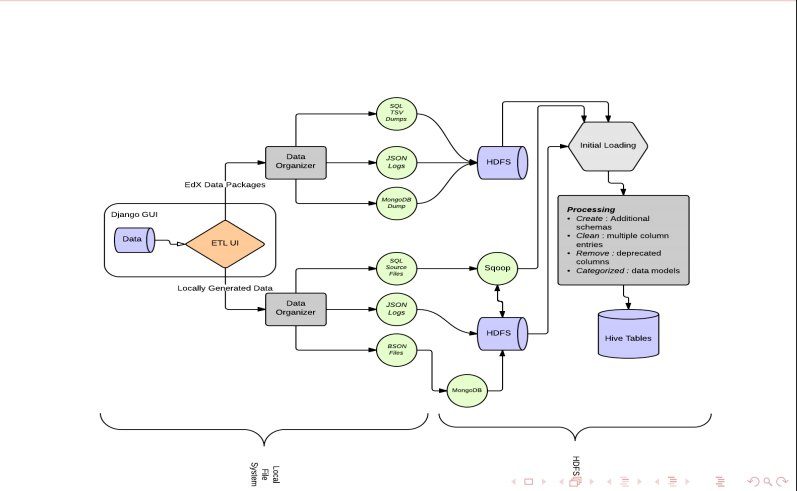 SQL
TSV
Dumps
Data
Organizer
JSON
Logs
HDFS
Initial Loading
EdX Data Packages
MongoDB
Dump
Django GUI
Data
ETL UI
Processing
• Create : Additional
schemas
• Clean : multiple column
entries
• Remove : deprecated
columns
• Categorized : data models
Locally Generated Data
SQL
Source
Files
Sqoop
Data
Organizer
JSON
Logs
HDFS
Hive Tables
BSON
Files
MongoDB
Local
File
System
HDFS